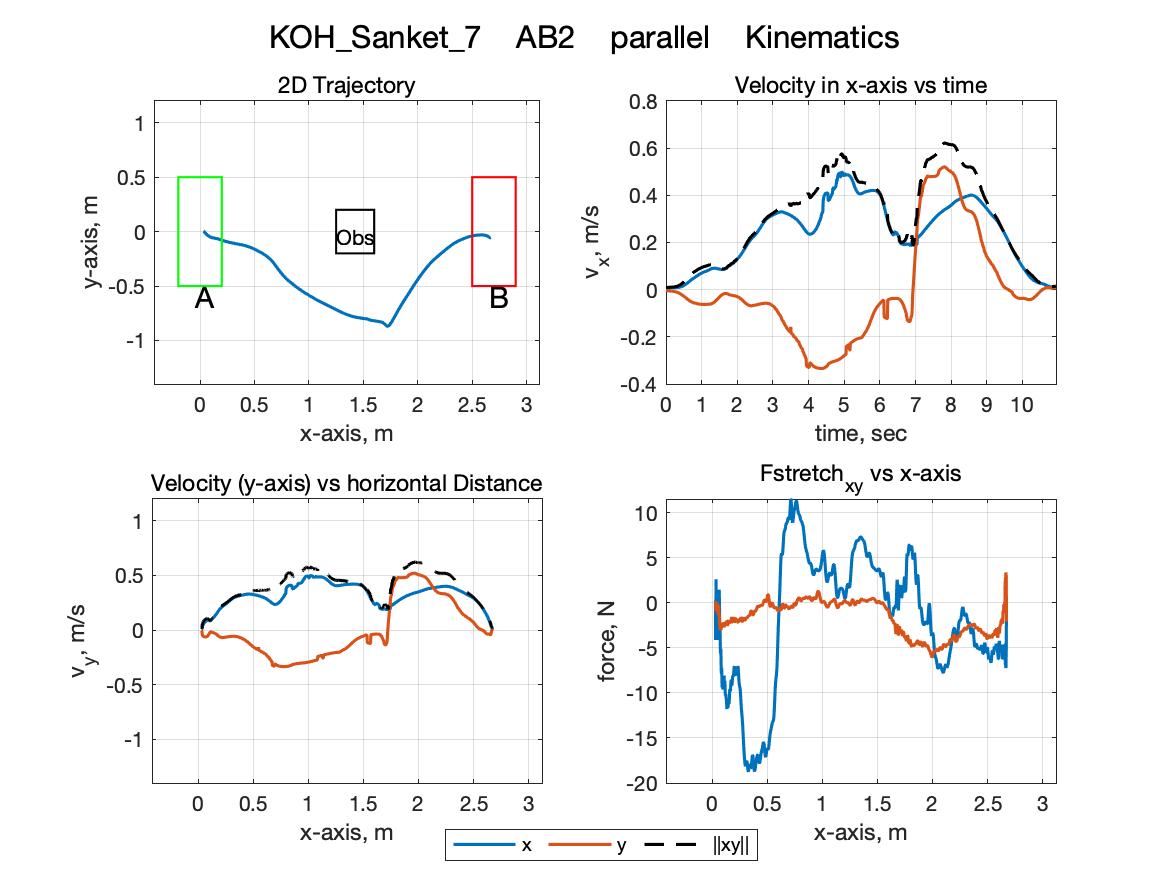 KOH_Sanket_7 AB2 parallel Kinematics
2D Trajectory
y-axis, m
1
0.5
0
-0.5
-1
A
Obs
B
0 0.5 1 1.5 2 2.5 3
x-axis, m
Velocity in x-axis vs time
v_x, m/s
0.8
0.6
0.4
0.2
0
-0.2
-0.4
0 1 2 3 4 5 6 7 8 9 10
time, sec
Velocity (y-axis) vs horizontal Distance
v_y, m/s
1
0.5
0
-0.5
-1
0 0.5 1 1.5 2 2.5 3
x-axis, m
Fstretch_xy vs x-axis
force, N
10
5
0
-5
-10
-15
-20
0 0.5 1 1.5 2 2.5 3
x-axis, m
x y ||xy||